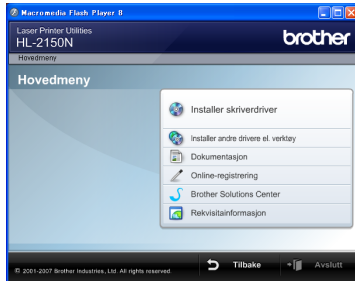 Macromedia Flash Player 8
Laser Printer Utilities
HL-2150N
brother
Hovedmeny
Hovedmeny
Installer skriverdriver
Installer andre drivere el. verktøy
Dokumentasjon
Online-registrering
Brother Solutions Center
Rekvisitainformasjon
© 2001-2007 Brother Industries, Ltd. All rights reserved.
Tilbake
Avslutt